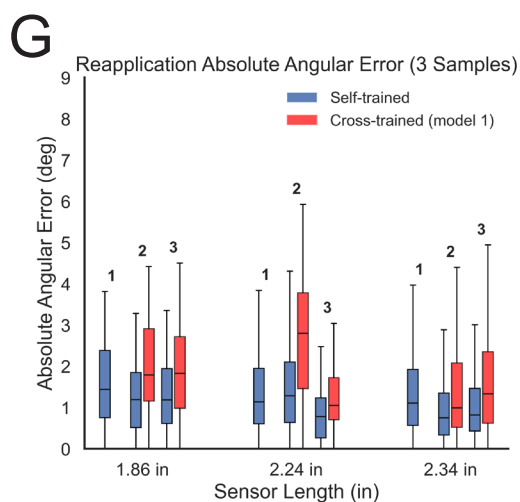 G
Reapplication Absolute Angular Error (3 Samples)
Self-trained
Cross-trained (model 1)
Absolute Angular Error (deg)
9
8
7
6
5
4
3
2
1
0
1 2 3
1 2 3
1 2 3
1.86 in 2.24 in 2.34 in
Sensor Length (in)